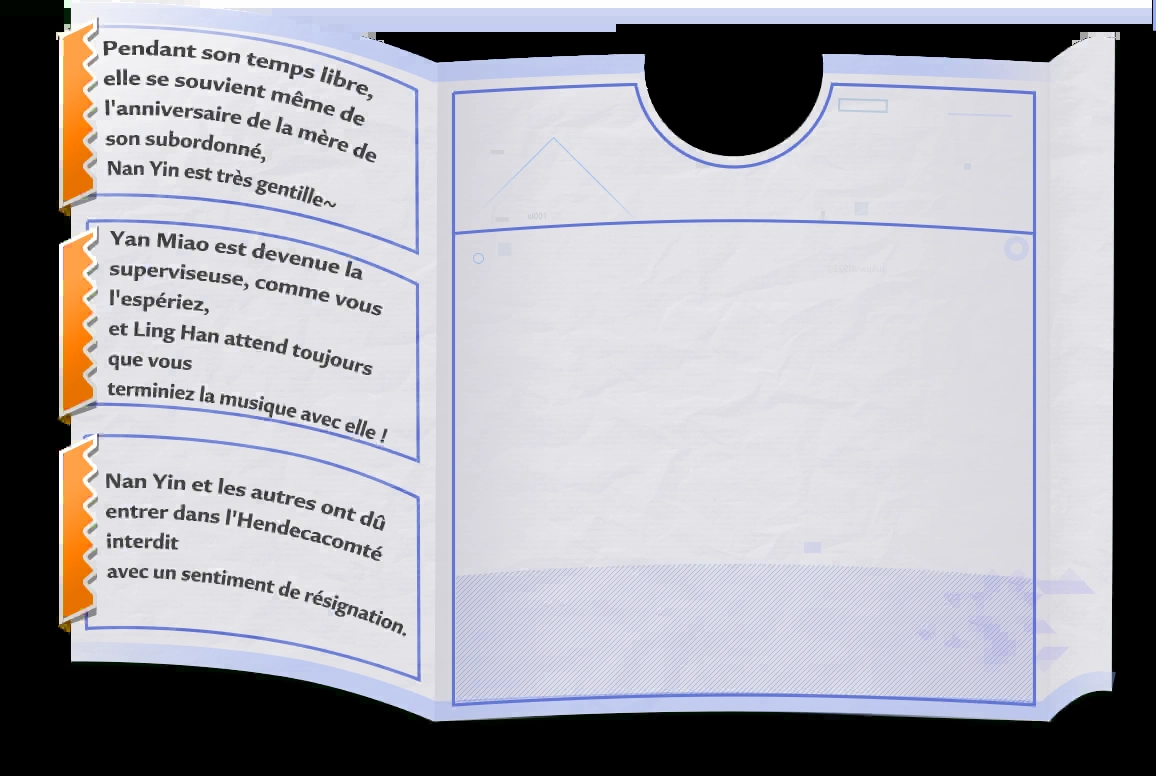 Pendant son temps libre,
elle se souvient même de
l'anniversaire de la mère de
son subordonné,
Nan Yin est très gentille~
Yan Miao est devenue la
superviseuse, comme vous
l'espériez,
et Ling Han attend toujours
que vous
terminiez la musique avec elle !
Nan Yin et les autres ont dû
entrer dans l'Hendecacomté
interdit
avec un sentiment de résignation.